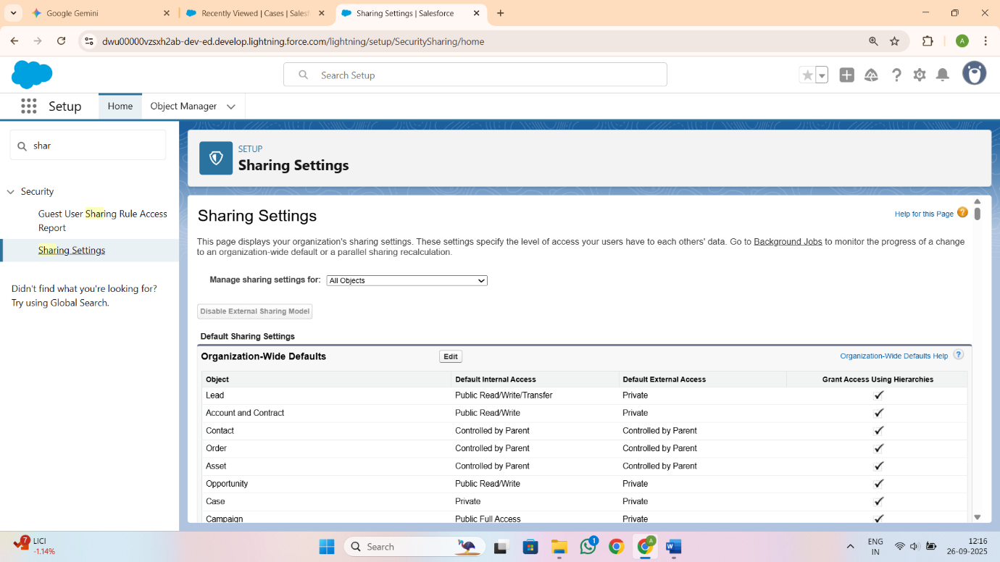 Google Gemini
Recently Viewed | Cases | Salesf
Sharing Settings | Salesforce
dwu00000vzsxh2ab-dev-ed.develop.lightning.force.com/lightning/setup/SecuritySharing/home
A
Search Setup
Setup
Home
Object Manager
shar
Security
Guest User Sharing Rule Access
Report
Sharing Settings
Didn't find what you're looking for?
Try using Global Search.
SETUP
Sharing Settings
Sharing Settings
Help for this Page ?
This page displays your organization's sharing settings. These settings specify the level of access your users have to each others' data. Go to Background Jobs to monitor the progress of a change
to an organization-wide default or a parallel sharing recalculation.
Manage sharing settings for: All Objects
Disable External Sharing Model
Default Sharing Settings
Organization-Wide Defaults Edit Organization-Wide Defaults Help ?
Object Default Internal Access Default External Access Grant Access Using Hierarchies
Lead Public Read/Write/Transfer Private
Account and Contract Public Read/Write Private
Contact Controlled by Parent Controlled by Parent
Order Controlled by Parent Controlled by Parent
Asset Controlled by Parent Controlled by Parent
Opportunity Public Read/Write Private
Case Private Private
Campaign Public Full Access Private
7 LICI
-1.14%
Search
1
A
W
ENG
IN
12:16
26-09-2025